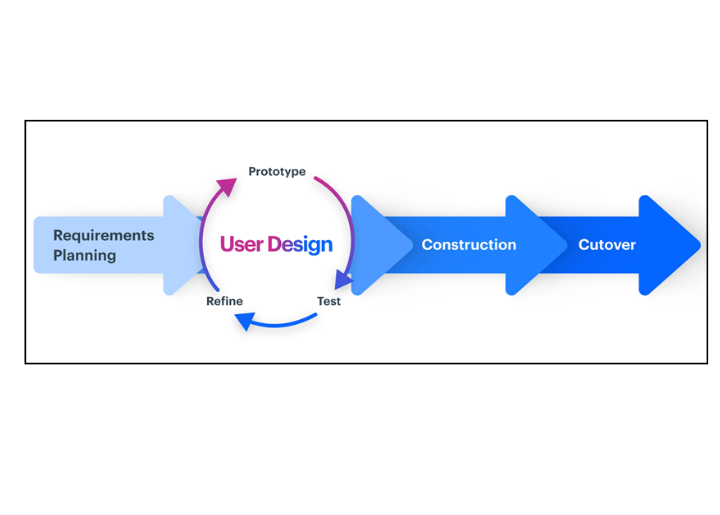 Prototype
Requirements
Planning
User Design
Construction
Cutover
Refine
Test